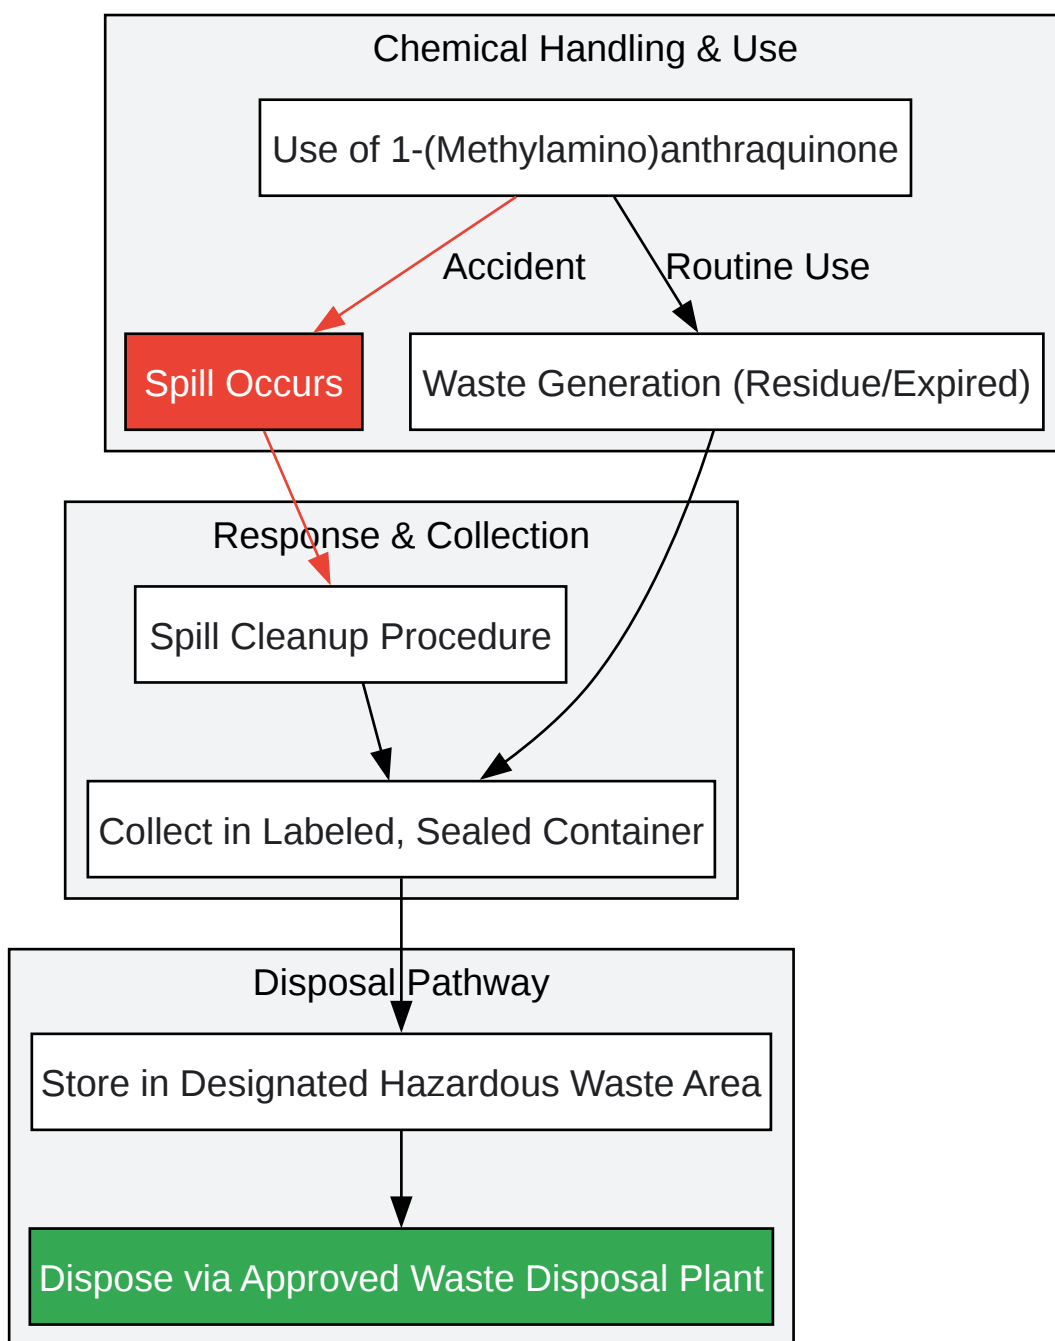 Chemical Handling & Use
Use of 1-(Methylamino)anthraquinone
Accident
Routine Use
Spill Occurs
Waste Generation (Residue/Expired)
Response & Collection
Spill Cleanup Procedure
Collect in Labeled, Sealed Container
Disposal Pathway
Store in Designated Hazardous Waste Area
Dispose via Approved Waste Disposal Plant